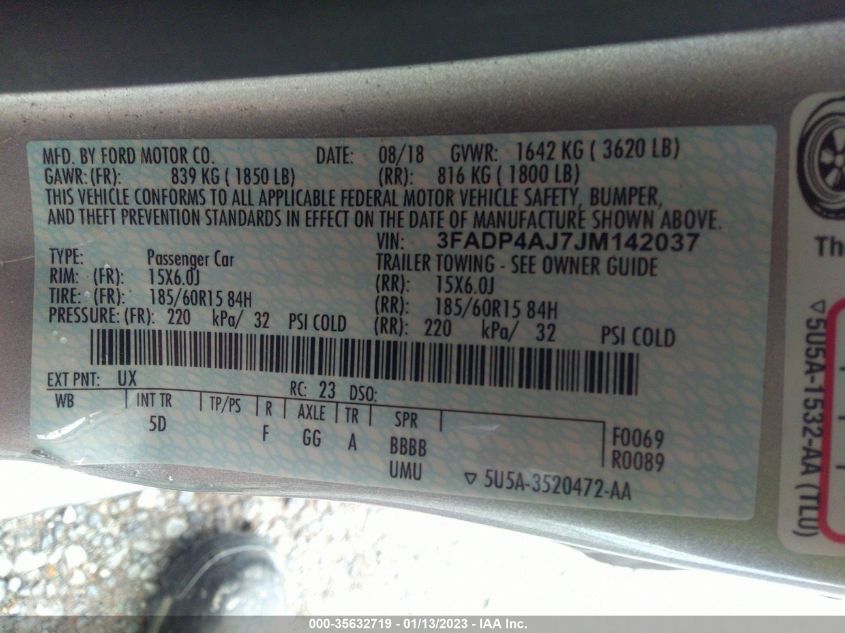 MFD. BY FORD MOTOR CO. DATE: 08/18 GVWR: 1642 KG ( 3620 LB)
GAWR: (FR): 839 KG ( 1850 LB) (RR): 816 KG ( 1800 LB)
THIS VEHICLE CONFORMS TO ALL APPLICABLE FEDERAL MOTOR VEHICLE SAFETY, BUMPER,
AND THEFT PREVENTION STANDARDS IN EFFECT ON THE DATE OF MANUFACTURE SHOWN ABOVE.
VIN: 3FADP4AJ7JM142037
TYPE: Passenger Car TRAILER TOWING - SEE OWNER GUIDE
RIM: (FR): 15X6.0J (RR): 15X6.0J
TIRE: (FR): 185/60R15 84H (RR): 185/60R15 84H
PRESSURE: (FR): 220 kPa/ 32 PSI COLD (RR): 220 kPa/ 32 PSI COLD
EXT PNT: UX RC: 23 DSO:
WB INT TR TP/PS R AXLE TR SPR
5D F GG A BBBB F0069
UMU R0089
▽ 5U5A-3520472-AA
Th
▽5U5A-1532-AA (TLU)
000-35632719 - 01/13/2023 - IAA Inc.